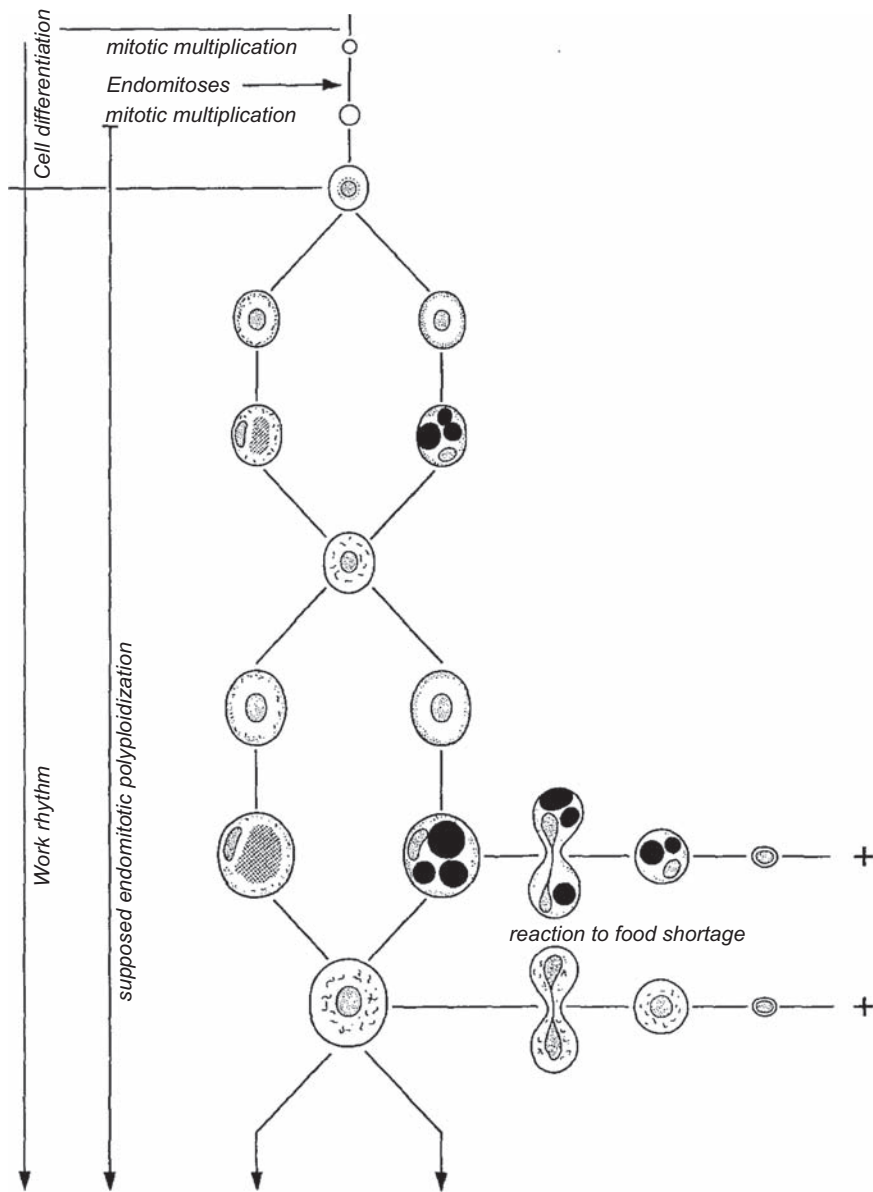 mitotic multiplication
Endomitoses
mitotic multiplication
Cell differentiation
Work rhythm
supposed endomitotic polyploidization
reaction to food shortage
+
+